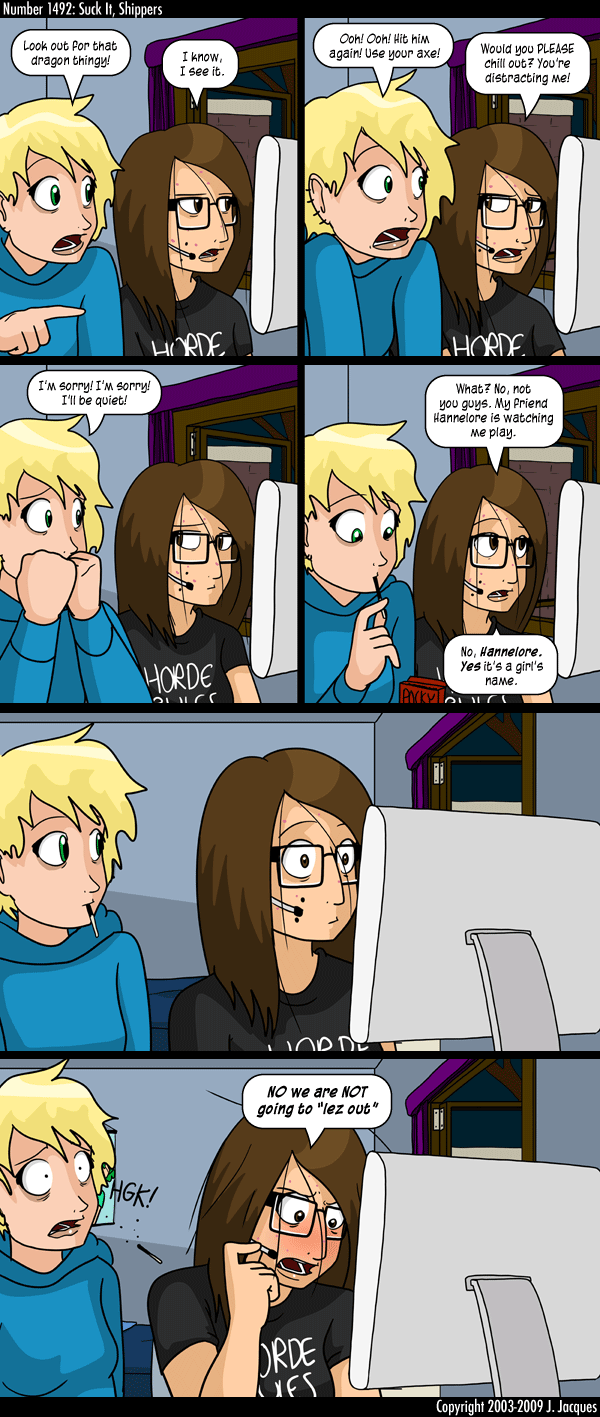 Number 1492: Suck It, Shippers
Look out for that
dragon thingy!
I know,
I see it.
HORDE
Ooh! Ooh! Hit him
again! Use your axe!
Would you PLEASE
chill out? You're
distracting me!
HORDE
I'm sorry! I'm sorry!
I'll be quiet!
HORDE
RULES
What? No, not
you guys. My friend
Hannelore is watching
me play.
No, Hannelore.
Yes it's a girl's
name.
POCKY
HORDE
NO we are NOT
going to "lez out"
HGK!
ORDE
ULES
Copyright 2003-2009 J. Jacques